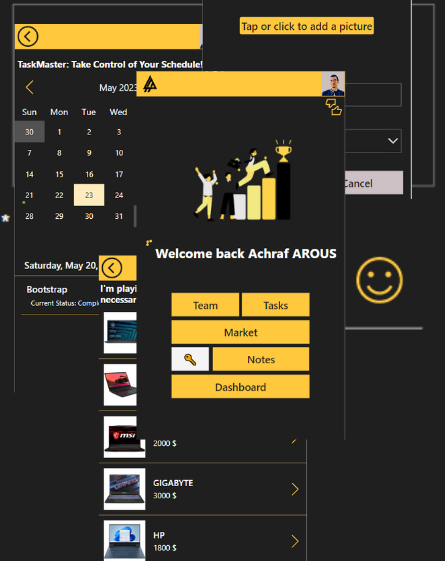 Tap or click to add a picture
TaskMaster: Take Control of Your Schedule!
May 2023
Sun Mon Tue Wed
30 1 2 3
7 8 9 10
14 15 16 17
21 22 23 24
28 29 30 31
Cancel
Welcome back Achraf AROUS
Saturday, May 20,
Bootstrap
Current Status: Compl
I'm playi
necessar
Team Tasks
Market
Notes
Dashboard
msi
2000 $
GIGABYTE
3000 $
HP
1800 $